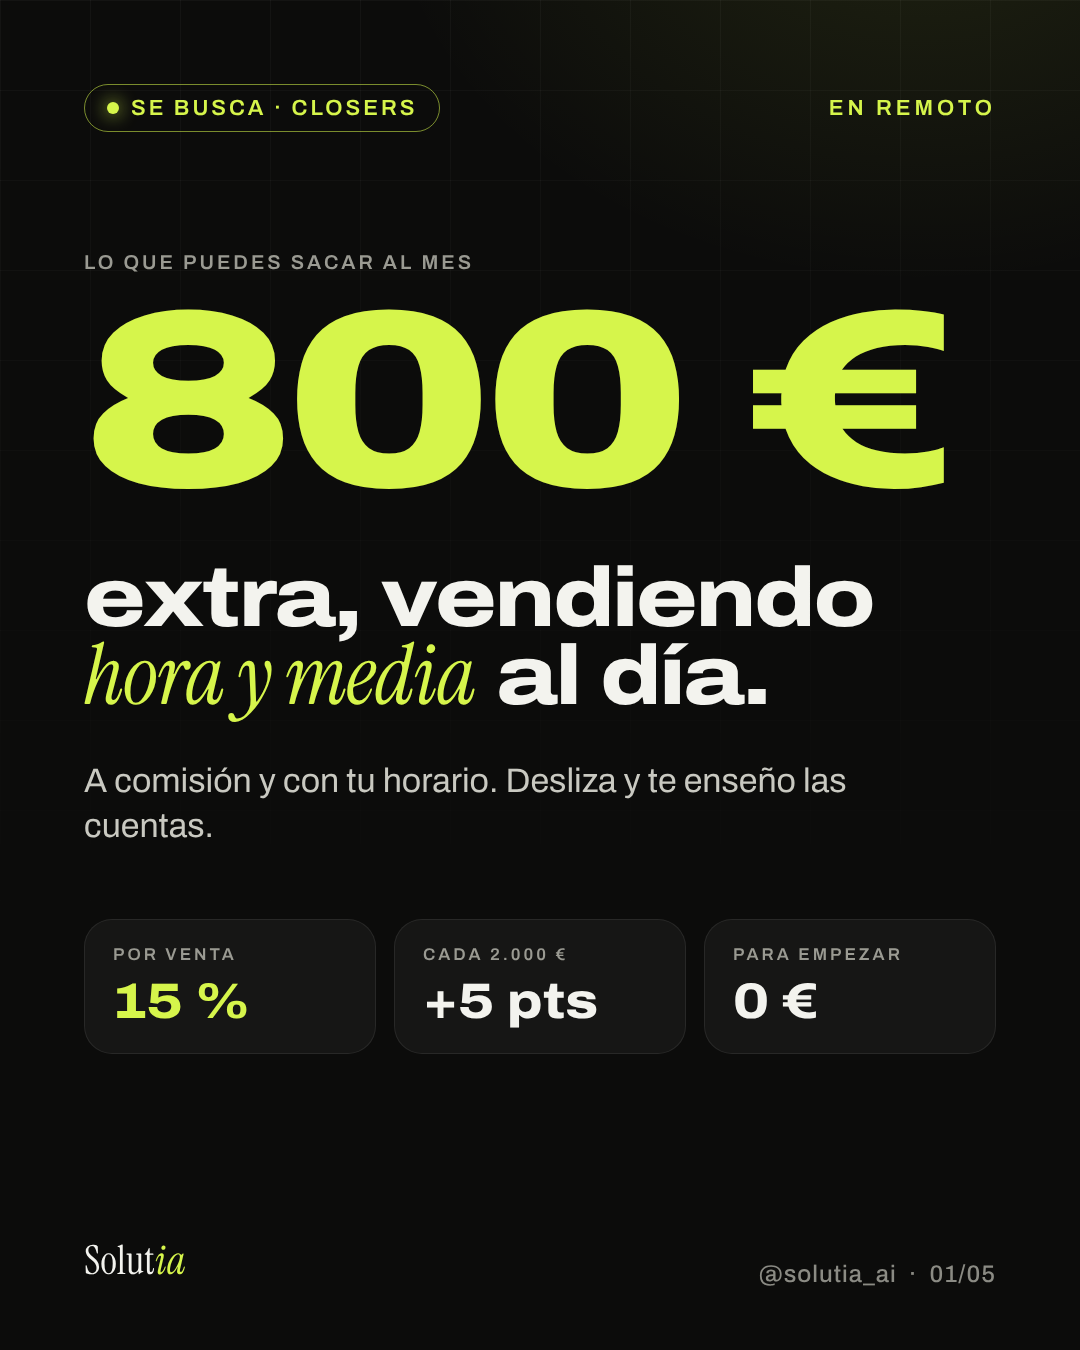 SE BUSCA · CLOSERS
EN REMOTO
LO QUE PUEDES SACAR AL MES
800 €
extra, vendiendo
hora y media al día.
A comisión y con tu horario. Desliza y te enseño las
cuentas.
POR VENTA
15 %
CADA 2.000 €
+5 pts
PARA EMPEZAR
0 €
Solutia
@solutia_ai · 01/05